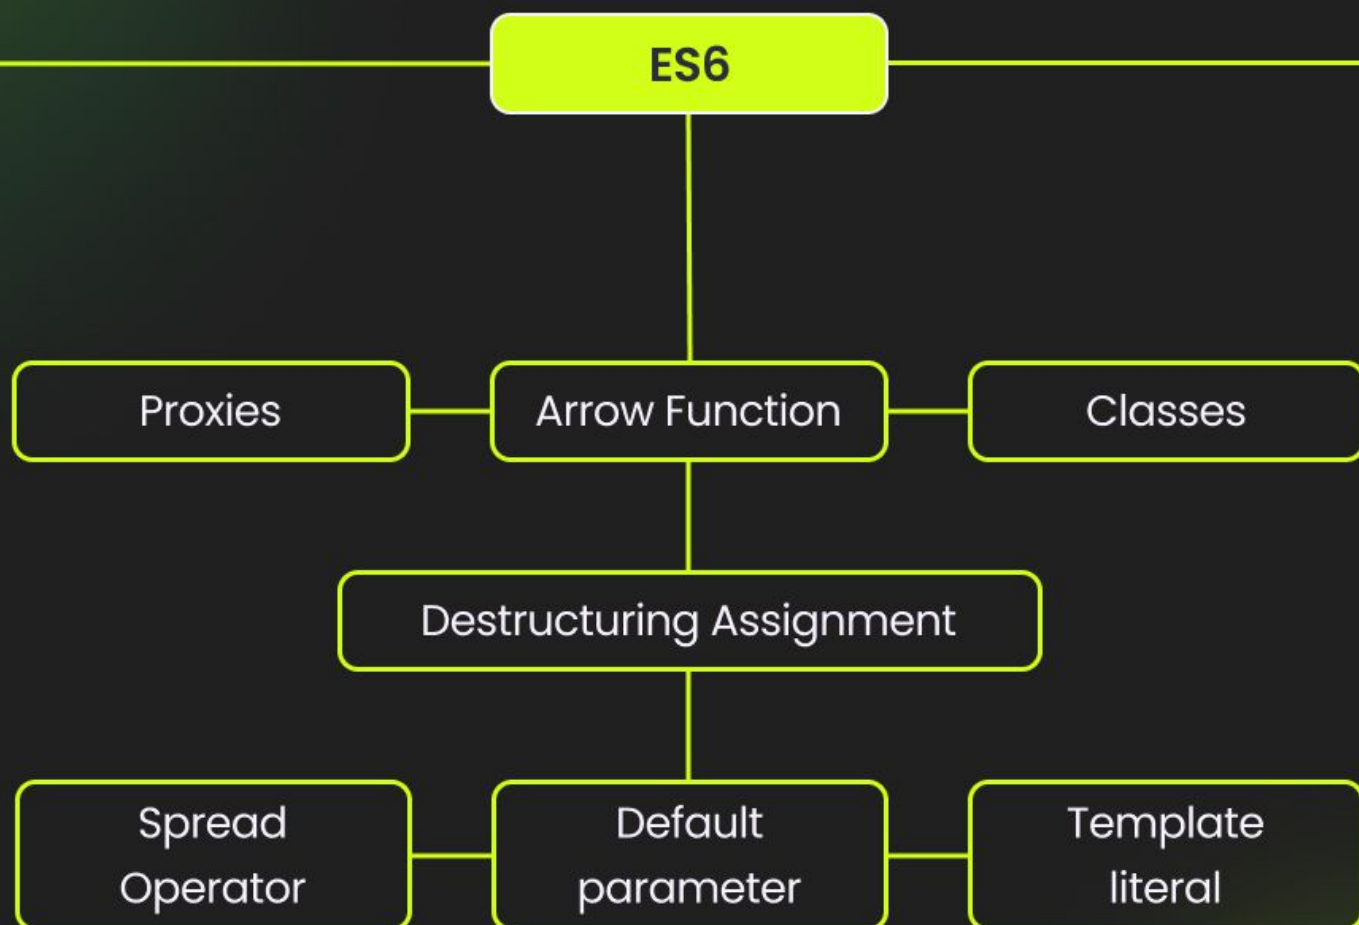 ES6
Proxies
Arrow Function
Classes
Destructuring Assignment
Spread
Operator
Default
parameter
Template
literal